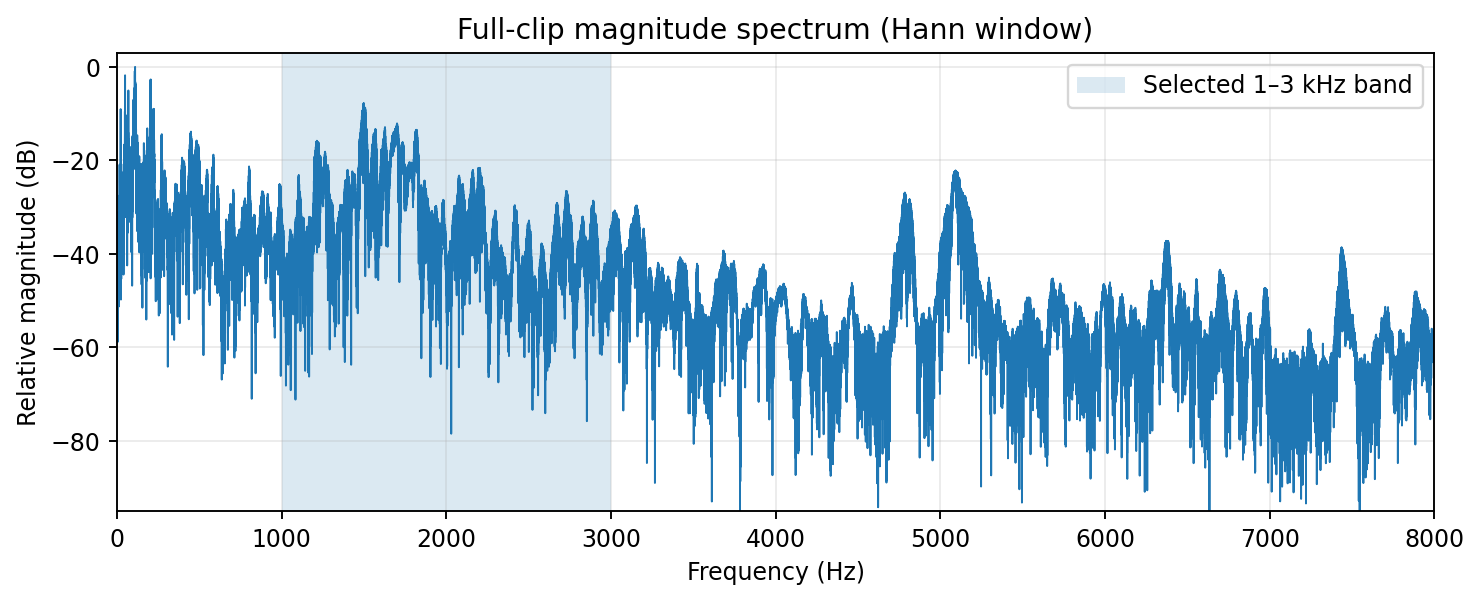 Full-clip magnitude spectrum (Hann window)
Selected 1–3 kHz band
Relative magnitude (dB)
0
−20
−40
−60
−80
0 1000 2000 3000 4000 5000 6000 7000 8000
Frequency (Hz)